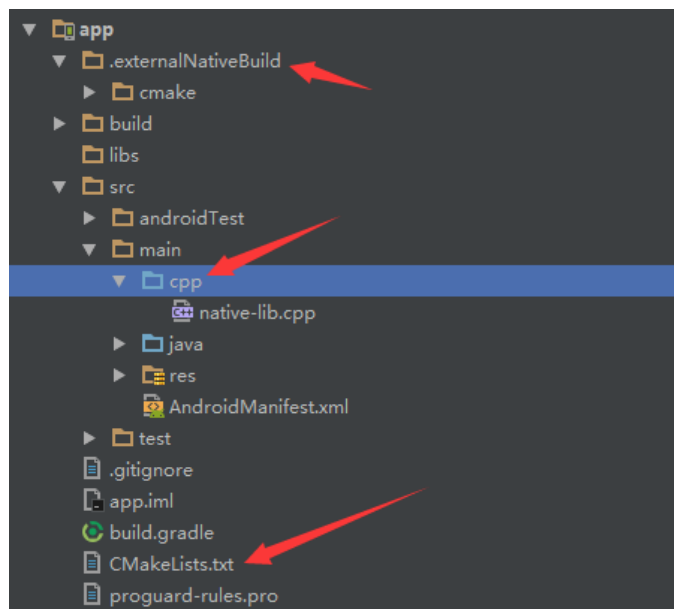 app
.externalNativeBuild
cmake
build
libs
src
androidTest
main
cpp
native-lib.cpp
java
res
AndroidManifest.xml
test
.gitignore
app.iml
build.gradle
CMakeLists.txt
proguard-rules.pro